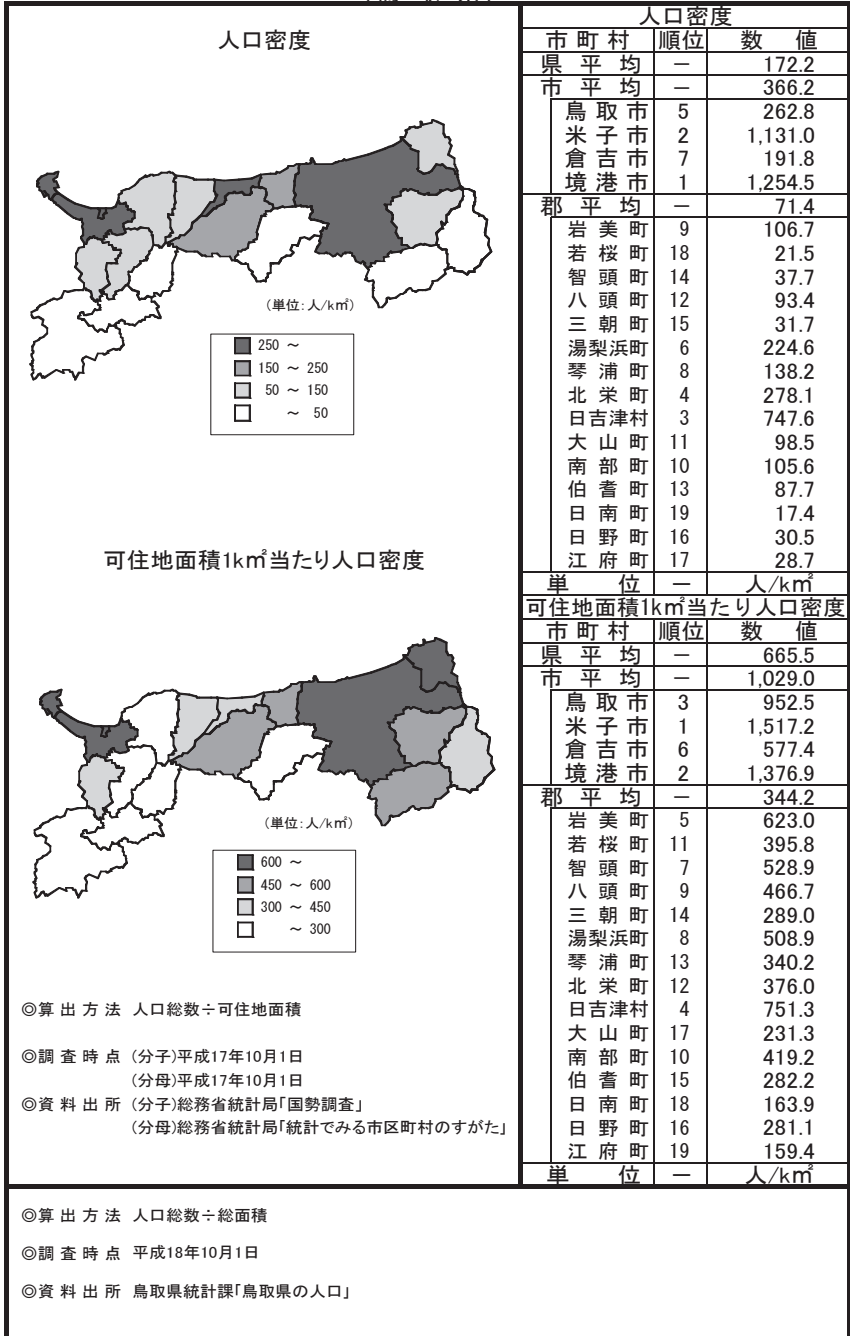 人口密度
(単位:人/k㎡)
250 ～
150 ～ 250
50 ～ 150
～ 50
可住地面積1k㎡当たり人口密度
(単位:人/k㎡)
600 ～
450 ～ 600
300 ～ 450
～ 300
◎算出方法 人口総数÷可住地面積
◎調査時点 (分子)平成17年10月1日
(分母)平成17年10月1日
◎資料出所 (分子)総務省統計局「国勢調査」
(分母)総務省統計局「統計でみる市区町村のすがた」
人口密度
市町村 順位 数値
県平均 － 172.2
市平均 － 366.2
鳥取市 5 262.8
米子市 2 1,131.0
倉吉市 7 191.8
境港市 1 1,254.5
郡平均 － 71.4
岩美町 9 106.7
若桜町 18 21.5
智頭町 14 37.7
八頭町 12 93.4
三朝町 15 31.7
湯梨浜町 6 224.6
琴浦町 8 138.2
北栄町 4 278.1
日吉津村 3 747.6
大山町 11 98.5
南部町 10 105.6
伯耆町 13 87.7
日南町 19 17.4
日野町 16 30.5
江府町 17 28.7
単位 － 人/k㎡
可住地面積1k㎡当たり人口密度
市町村 順位 数値
県平均 － 665.5
市平均 － 1,029.0
鳥取市 3 952.5
米子市 1 1,517.2
倉吉市 6 577.4
境港市 2 1,376.9
郡平均 － 344.2
岩美町 5 623.0
若桜町 11 395.8
智頭町 7 528.9
八頭町 9 466.7
三朝町 14 289.0
湯梨浜町 8 508.9
琴浦町 13 340.2
北栄町 12 376.0
日吉津村 4 751.3
大山町 17 231.3
南部町 10 419.2
伯耆町 15 282.2
日南町 18 163.9
日野町 16 281.1
江府町 19 159.4
単位 － 人/k㎡
◎算出方法 人口総数÷総面積
◎調査時点 平成18年10月1日
◎資料出所 鳥取県統計課「鳥取県の人口」